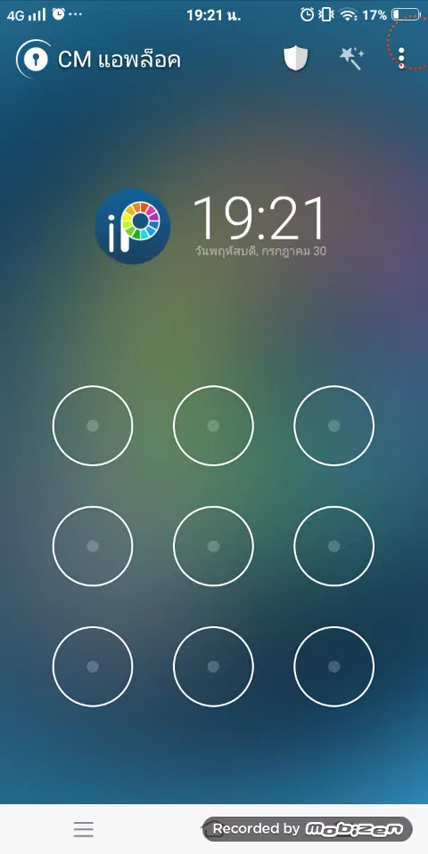 4G 19:21 น. 17%
CM แอพล็อค
iP 19:21
วันพฤหัสบดี, กรกฎาคม 30
Recorded by MOBIZEN